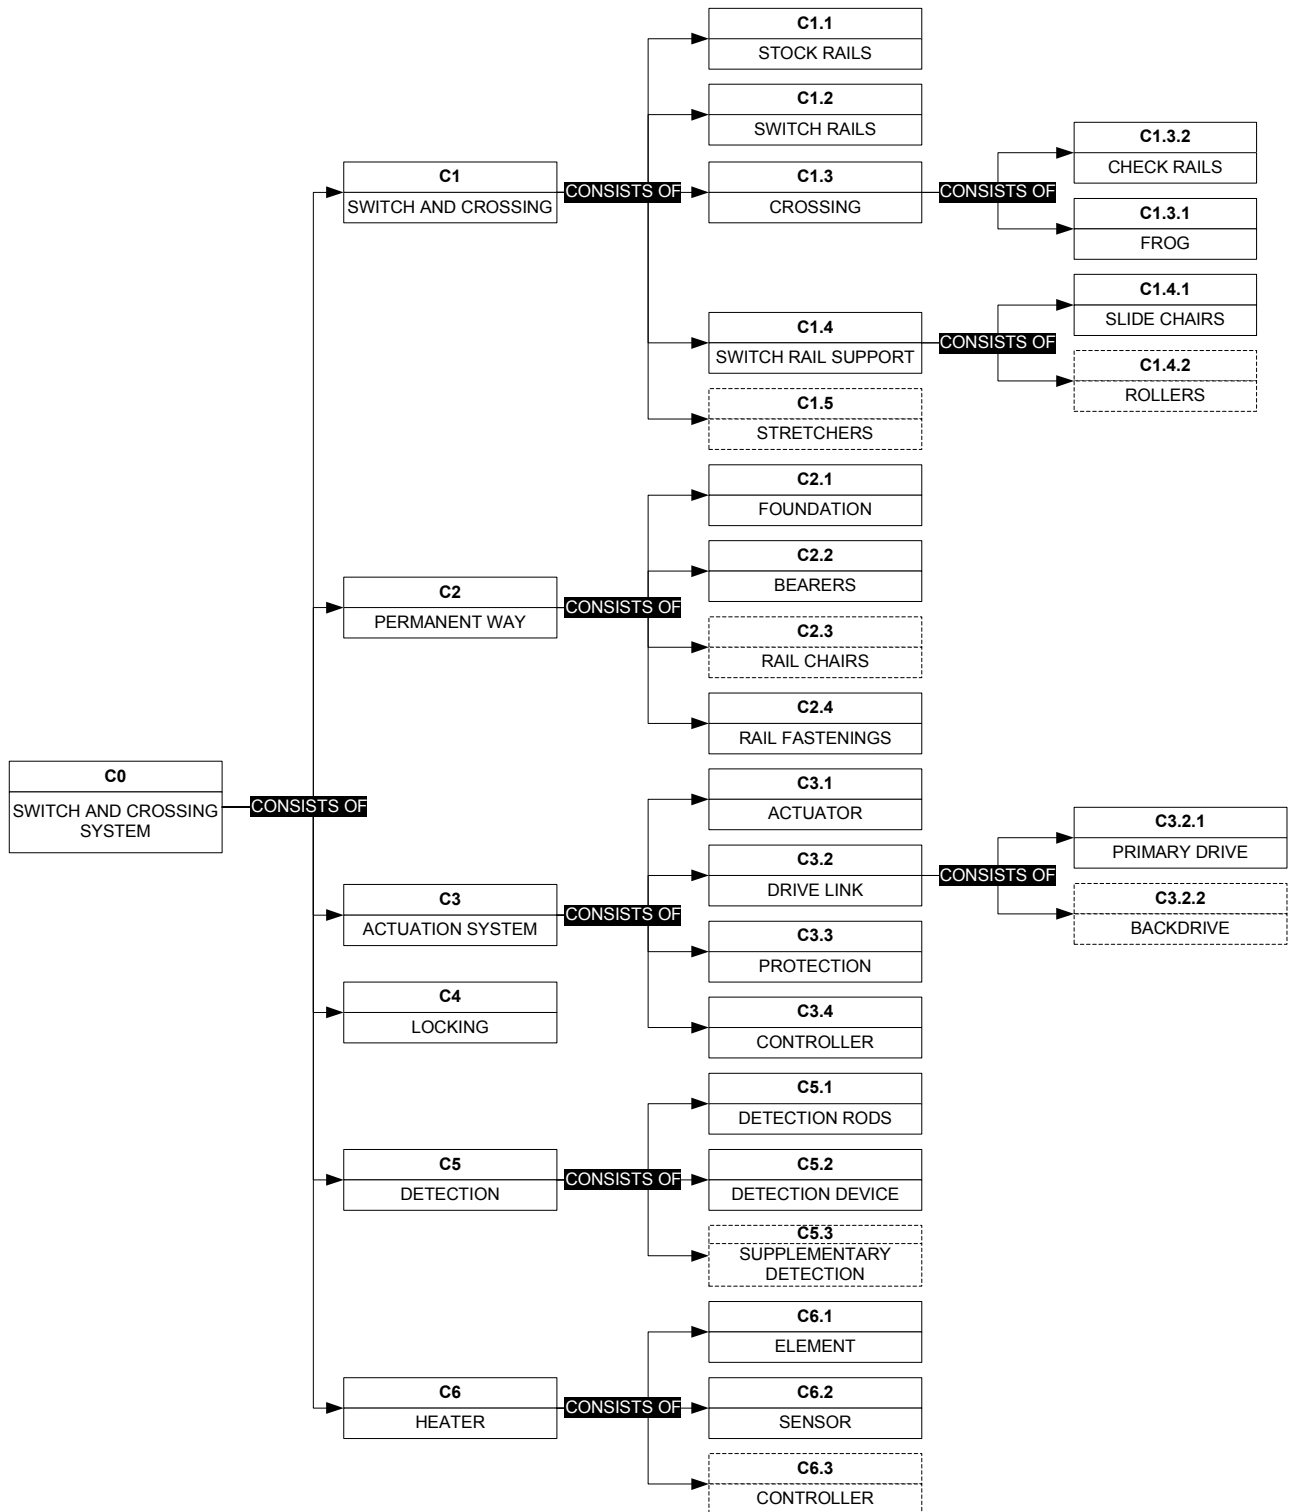 C0
SWITCH AND CROSSING
SYSTEM
CONSISTS OF
C1
SWITCH AND CROSSING
CONSISTS OF
C1.1
STOCK RAILS
C1.2
SWITCH RAILS
C1.3
CROSSING
CONSISTS OF
C1.3.2
CHECK RAILS
C1.3.1
FROG
C1.4
SWITCH RAIL SUPPORT
CONSISTS OF
C1.4.1
SLIDE CHAIRS
C1.4.2
ROLLERS
C1.5
STRETCHERS
C2
PERMANENT WAY
CONSISTS OF
C2.1
FOUNDATION
C2.2
BEARERS
C2.3
RAIL CHAIRS
C2.4
RAIL FASTENINGS
C3
ACTUATION SYSTEM
CONSISTS OF
C3.1
ACTUATOR
C3.2
DRIVE LINK
CONSISTS OF
C3.2.1
PRIMARY DRIVE
C3.2.2
BACKDRIVE
C3.3
PROTECTION
C3.4
CONTROLLER
C4
LOCKING
C5
DETECTION
CONSISTS OF
C5.1
DETECTION RODS
C5.2
DETECTION DEVICE
C5.3
SUPPLEMENTARY
DETECTION
C6
HEATER
CONSISTS OF
C6.1
ELEMENT
C6.2
SENSOR
C6.3
CONTROLLER